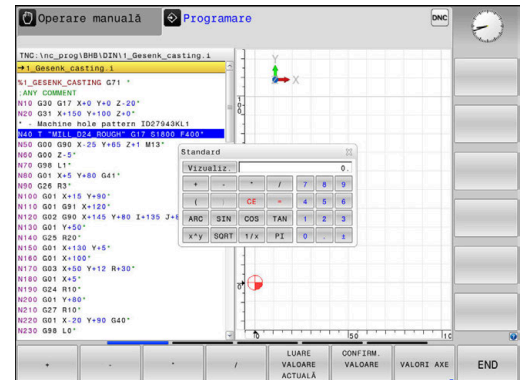 Operare manuală
Programare
DNC
TNC:\nc_prog\BHB\DIN\1_Gesenk_casting.i
→1_Gesenk_casting.i
%1_GESENK_CASTING G71 *
;ANY COMMENT
N10 G30 G17 X+0 Y+0 Z-20*
N20 G31 X+150 Y+100 Z+0*
* - Machine hole pattern ID27943KL1
N40 T "MILL_D24_ROUGH" G17 S1800 F400*
N50 G00 G90 X-25 Y+65 Z+1 M13*
N60 G00 Z-5*
N70 G98 L1*
N80 G01 X+5 Y+80 G41*
N90 G26 R3*
N100 G01 X+15 Y+90*
N110 G01 G91 X+120*
N120 G02 G90 X+145 Y+80 I+135 J+
N130 G01 Y+50*
N140 G25 R20*
N150 G01 X+130 Y+5*
N160 G01 X+100*
N170 G03 X+50 Y+12 R+30*
N180 G01 X+5*
N190 G24 R10*
N200 G01 Y+80*
N210 G27 R10*
N220 G01 X-20 Y+90 G40*
N230 G98 L0*
Y
X
Standard
Vizualiz. 0.
+ - * / 7 8 9
( ) CE = 4 5 6
ARC SIN COS TAN 1 2 3
x^y SQRT 1/x PI 0 . ±
0
50
+
-
*
/
LUARE
VALOARE
ACTUALĂ
CONFIRM.
VALOARE
VALORI AXE
END